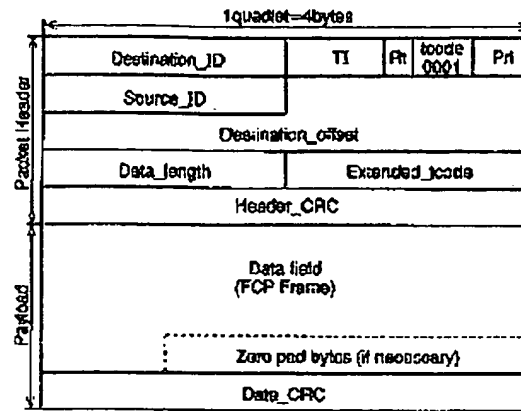 1quadlet=4bytes
Packet Header
Destination_ID
Tl
Rt
tcode
0001
Pri
Source_ID
Destination_offset
Data_length
Extended_tcode
Header_CRC
Payload
Data field
(FCP Frame)
Zero pad bytes (if necessary)
Data_CRC